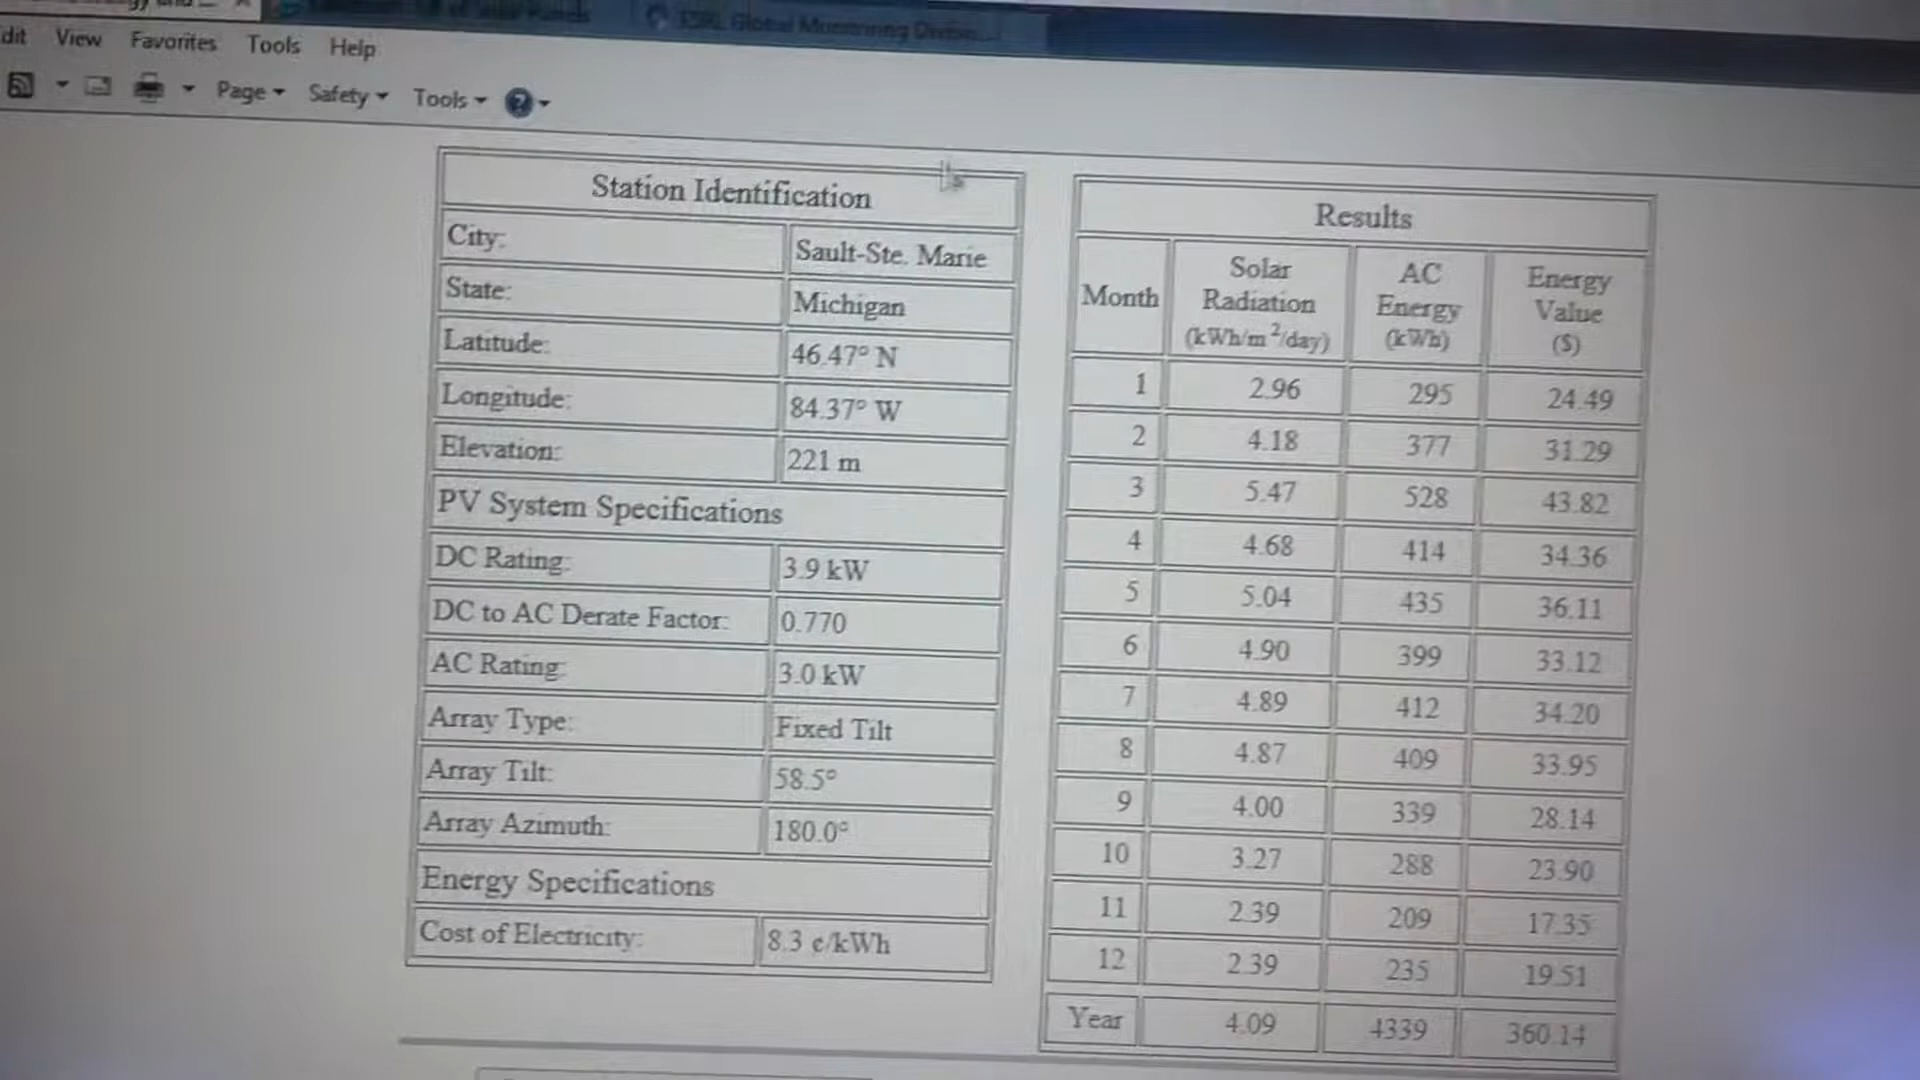 dit View Favorites Tools Help
Page Safety Tools
Station Identification
City: Sault-Ste. Marie
State: Michigan
Latitude: 46.47° N
Longitude: 84.37° W
Elevation: 221 m
PV System Specifications
DC Rating: 3.9 kW
DC to AC Derate Factor: 0.770
AC Rating: 3.0 kW
Array Type: Fixed Tilt
Array Tilt: 58.5°
Array Azimuth: 180.0°
Energy Specifications
Cost of Electricity: 8.3 ¢/kWh
Results
Month Solar Radiation (kWh/m²/day) AC Energy (kWh) Energy Value ($)
1 2.96 295 24.49
2 4.18 377 31.29
3 5.47 528 43.82
4 4.68 414 34.36
5 5.04 435 36.11
6 4.90 399 33.12
7 4.89 412 34.20
8 4.87 409 33.95
9 4.00 339 28.14
10 3.27 288 23.90
11 2.39 209 17.35
12 2.39 235 19.51
Year 4.09 4339 360.14